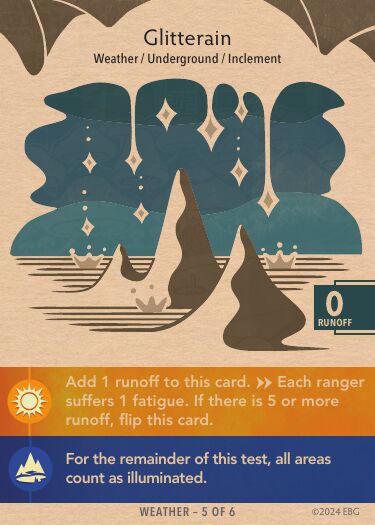 Glitterain
Weather / Underground / Inclement
0
RUNOFF
Add 1 runoff to this card. Each ranger
suffers 1 fatigue. If there is 5 or more
runoff, flip this card.
For the remainder of this test, all areas
count as illuminated.
WEATHER – 5 OF 6
©2024 EBG